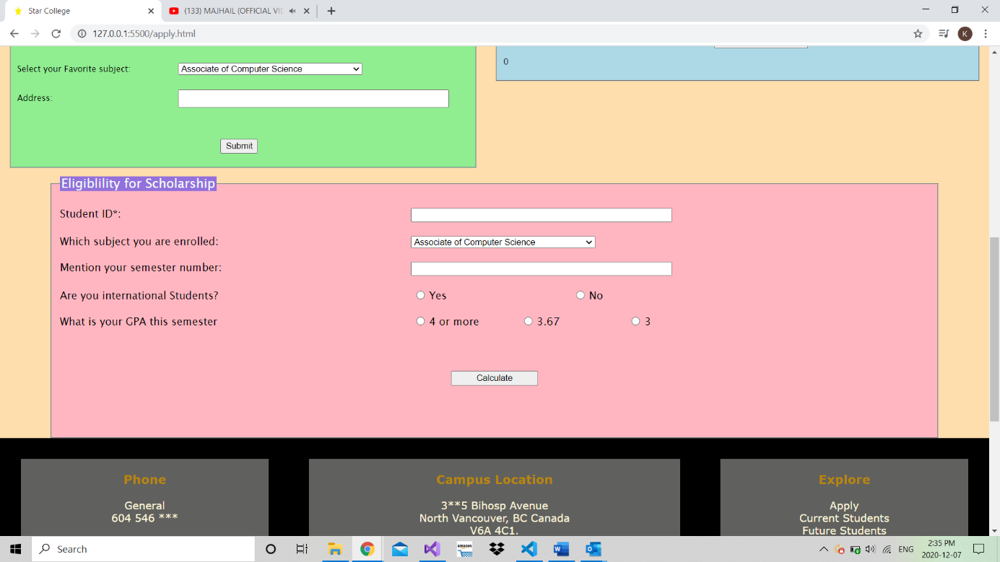 Star College
(133) MAJHAIL (OFFICIAL VID
127.0.0.1:5500/apply.html
K
Select your Favorite subject:
Associate of Computer Science
0
Address:
Submit
Eligiblility for Scholarship
Student ID*:
Which subject you are enrolled:
Associate of Computer Science
Mention your semester number:
Are you international Students?
Yes
No
What is your GPA this semester
4 or more
3.67
3
Calculate
Phone
General
604 546 ***
Campus Location
3**5 Bihosp Avenue
North Vancouver, BC Canada
V6A 4C1.
Explore
Apply
Current Students
Future Students
Search
amazon
ENG
2:35 PM
2020-12-07